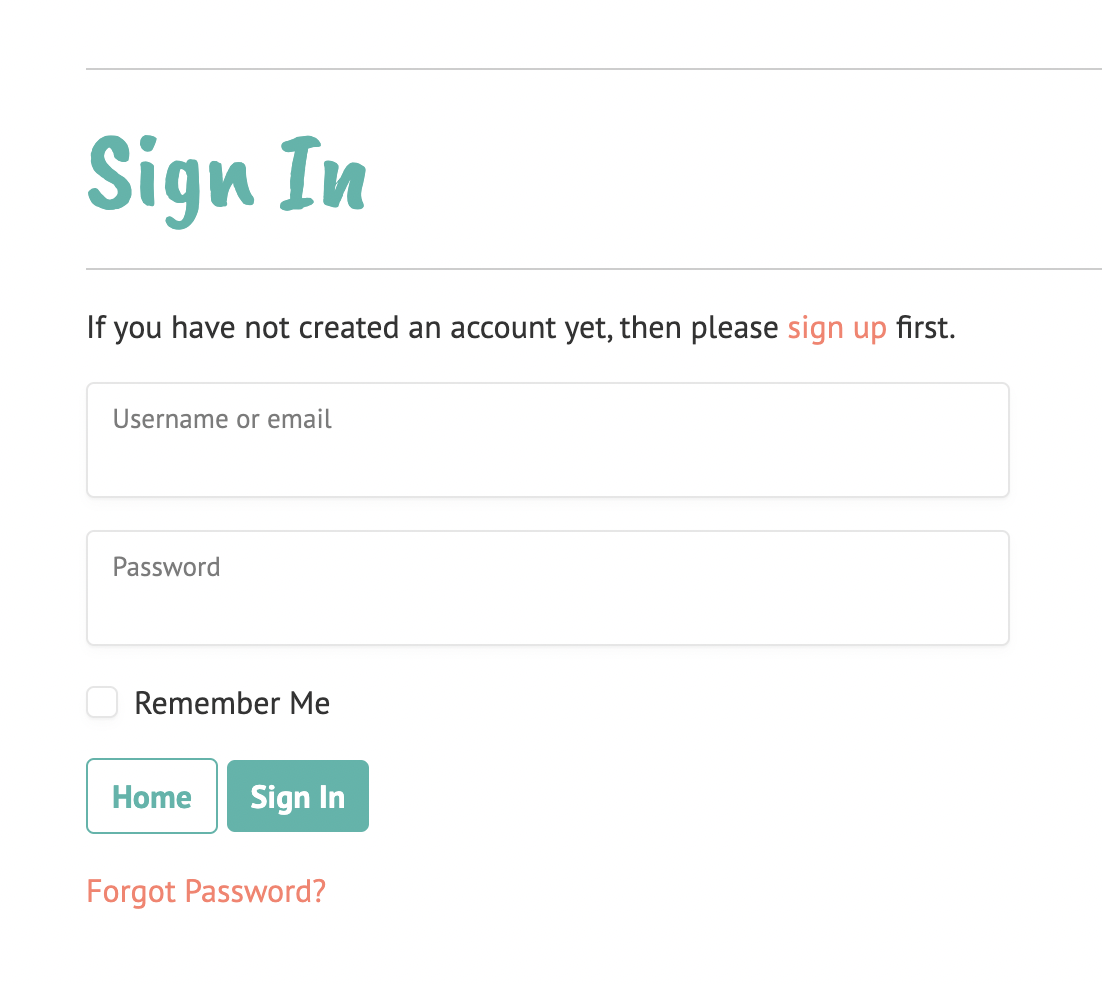 Sign In
If you have not created an account yet, then please sign up first.
Username or email
Password
Remember Me
Home Sign In
Forgot Password?